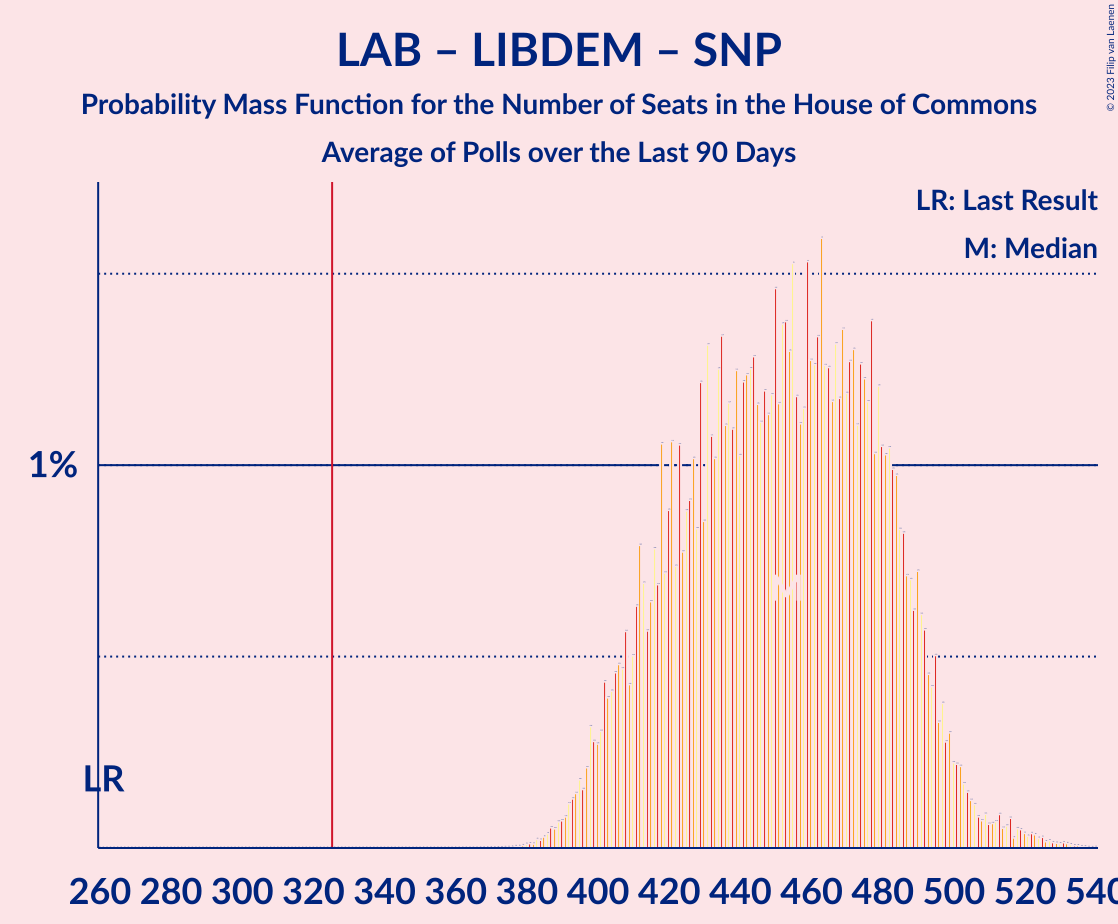 LAB – LIBDEM – SNP
Probability Mass Function for the Number of Seats in the House of Commons
Average of Polls over the Last 90 Days
© 2023 Filip van Laenen
LR: Last Result
M: Median
1%
M
LR
260 280 300 320 340 360 380 400 420 440 460 480 500 520 540